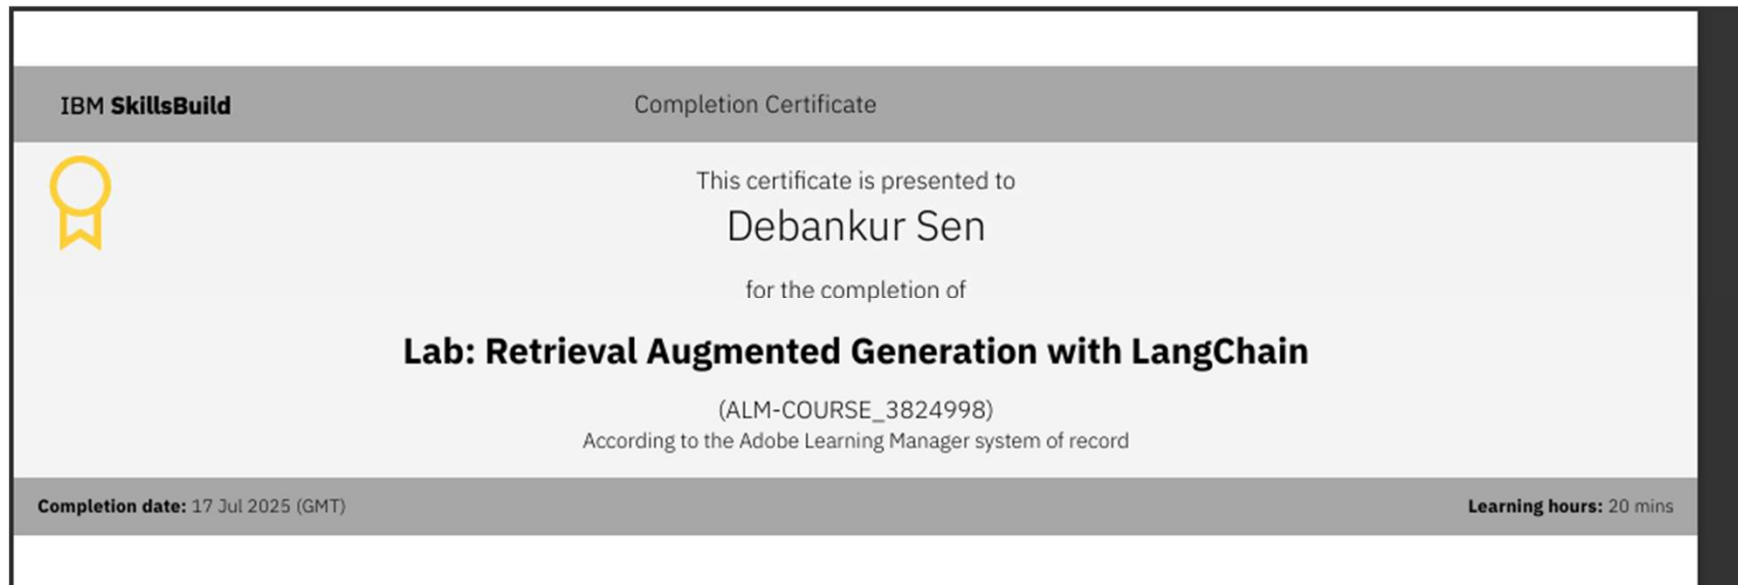 IBM SkillsBuild
Completion Certificate
This certificate is presented to
Debankur Sen
for the completion of
Lab: Retrieval Augmented Generation with LangChain
(ALM-COURSE_3824998)
According to the Adobe Learning Manager system of record
Completion date: 17 Jul 2025 (GMT)
Learning hours: 20 mins